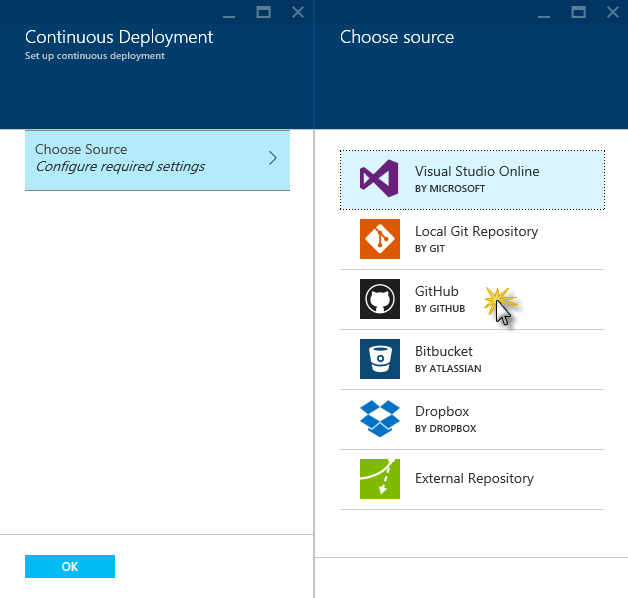 Continuous Deployment
Set up continuous deployment
Choose Source
Configure required settings
OK
Choose source
Visual Studio Online
BY MICROSOFT
Local Git Repository
BY GIT
GitHub
BY GITHUB
Bitbucket
BY ATLASSIAN
Dropbox
BY DROPBOX
External Repository